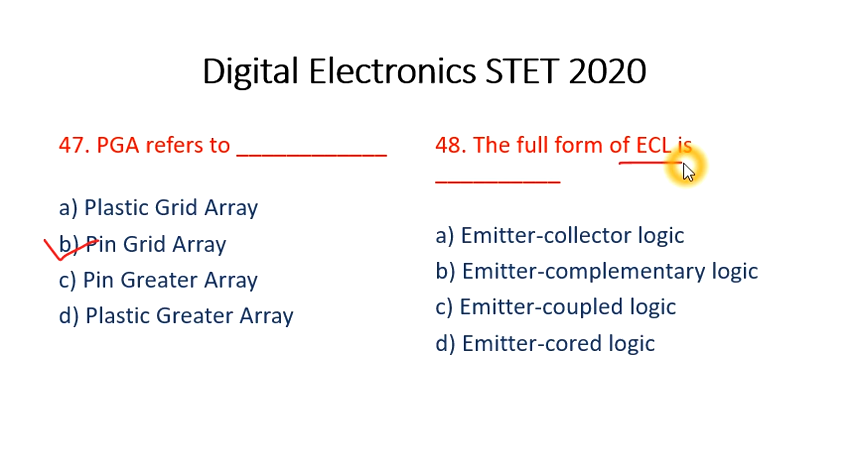 Digital Electronics STET 2020
47. PGA refers to ____________
a) Plastic Grid Array
b) Pin Grid Array
c) Pin Greater Array
d) Plastic Greater Array
48. The full form of ECL is
__________
a) Emitter-collector logic
b) Emitter-complementary logic
c) Emitter-coupled logic
d) Emitter-cored logic